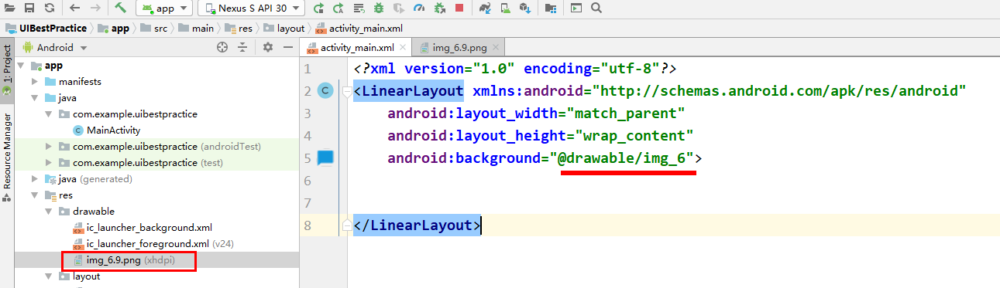 app
Nexus S API 30
UIBestPractice
app
src
main
res
layout
activity_main.xml
1: Project
Resource Manager
Android
app
manifests
java
com.example.uibestpractice
MainActivity
com.example.uibestpractice (androidTest)
com.example.uibestpractice (test)
java (generated)
res
drawable
ic_launcher_background.xml
ic_launcher_foreground.xml (v24)
img_6.9.png (xhdpi)
layout
activity_main.xml
img_6.9.png
1 <?xml version="1.0" encoding="utf-8"?>
2 <LinearLayout xmlns:android="http://schemas.android.com/apk/res/android"
3 android:layout_width="match_parent"
4 android:layout_height="wrap_content"
5 android:background="@drawable/img_6">
6
7
8 </LinearLayout>